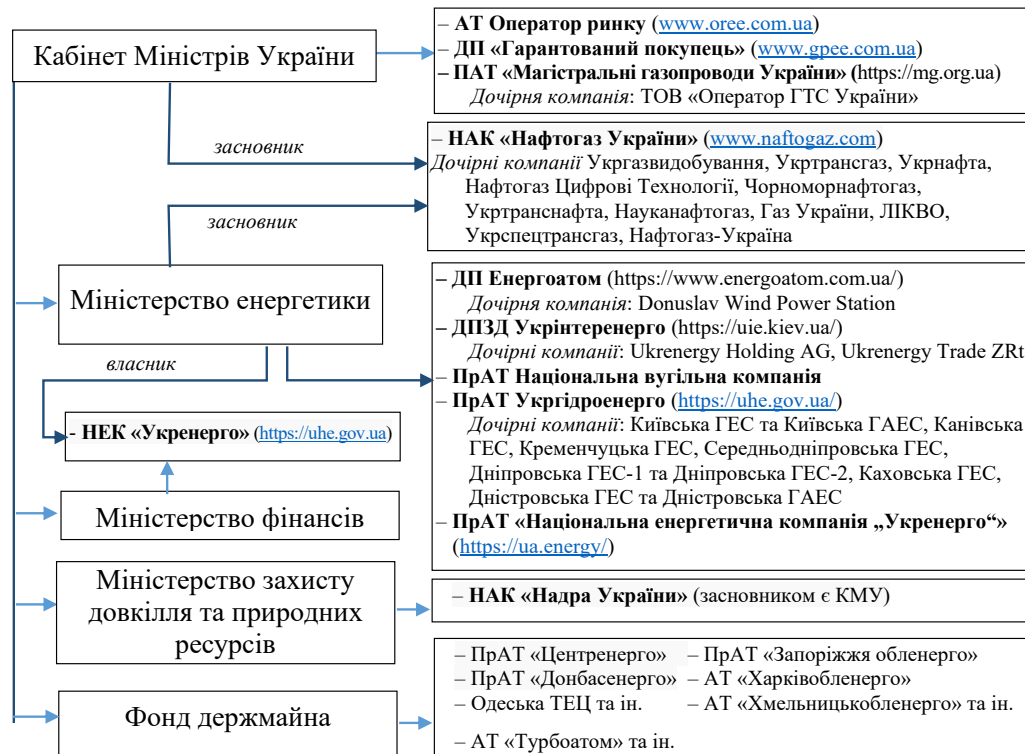 Кабінет Міністрів України
– АТ Оператор ринку (www.oree.com.ua)
– ДП «Гарантований покупець» (www.gpee.com.ua)
– ПАТ «Магістральні газопроводи України» (https://mg.org.ua)
Дочірня компанія: ТОВ «Оператор ГТС України»
засновник
– НАК «Нафтогаз України» (www.naftogaz.com)
Дочірні компанії Укргазвидобування, Укртрансгаз, Укрнафта,
Нафтогаз Цифрові Технології, Чорноморнафтогаз,
Укртранснафта, Науканафтогаз, Газ України, ЛІКВО,
Укрспецтрансгаз, Нафтогаз-Україна
засновник
Міністерство енергетики
– ДП Енергоатом (https://www.energoatom.com.ua/)
Дочірня компанія: Donuslav Wind Power Station
– ДПЗД Укрінтеренерго (https://uie.kiev.ua/)
Дочірні компанії: Ukrenergy Holding AG, Ukrenergy Trade ZRt
– ПрАТ Національна вугільна компанія
– ПрАТ Укргідроенерго (https://uhe.gov.ua/)
Дочірні компанії: Київська ГЕС та Київська ГАЕС, Канівська
ГЕС, Кременчуцька ГЕС, Середньодніпровська ГЕС,
Дніпровська ГЕС-1 та Дніпровська ГЕС-2, Каховська ГЕС,
Дністровська ГЕС та Дністровська ГАЕС
– ПрАТ «Національна енергетична компанія „Укренерго“»
(https://ua.energy/)
власник
- НЕК «Укренерго» (https://uhe.gov.ua)
Міністерство фінансів
Міністерство захисту
довкілля та природних
ресурсів
– НАК «Надра України» (засновником є КМУ)
Фонд держмайна
– ПрАТ «Центренерго» – ПрАТ «Запоріжжя обленерго»
– ПрАТ «Донбасенерго» – АТ «Харківобленерго»
– Одеська ТЕЦ та ін. – АТ «Хмельницькобленерго» та ін.
– АТ «Турбоатом» та ін.